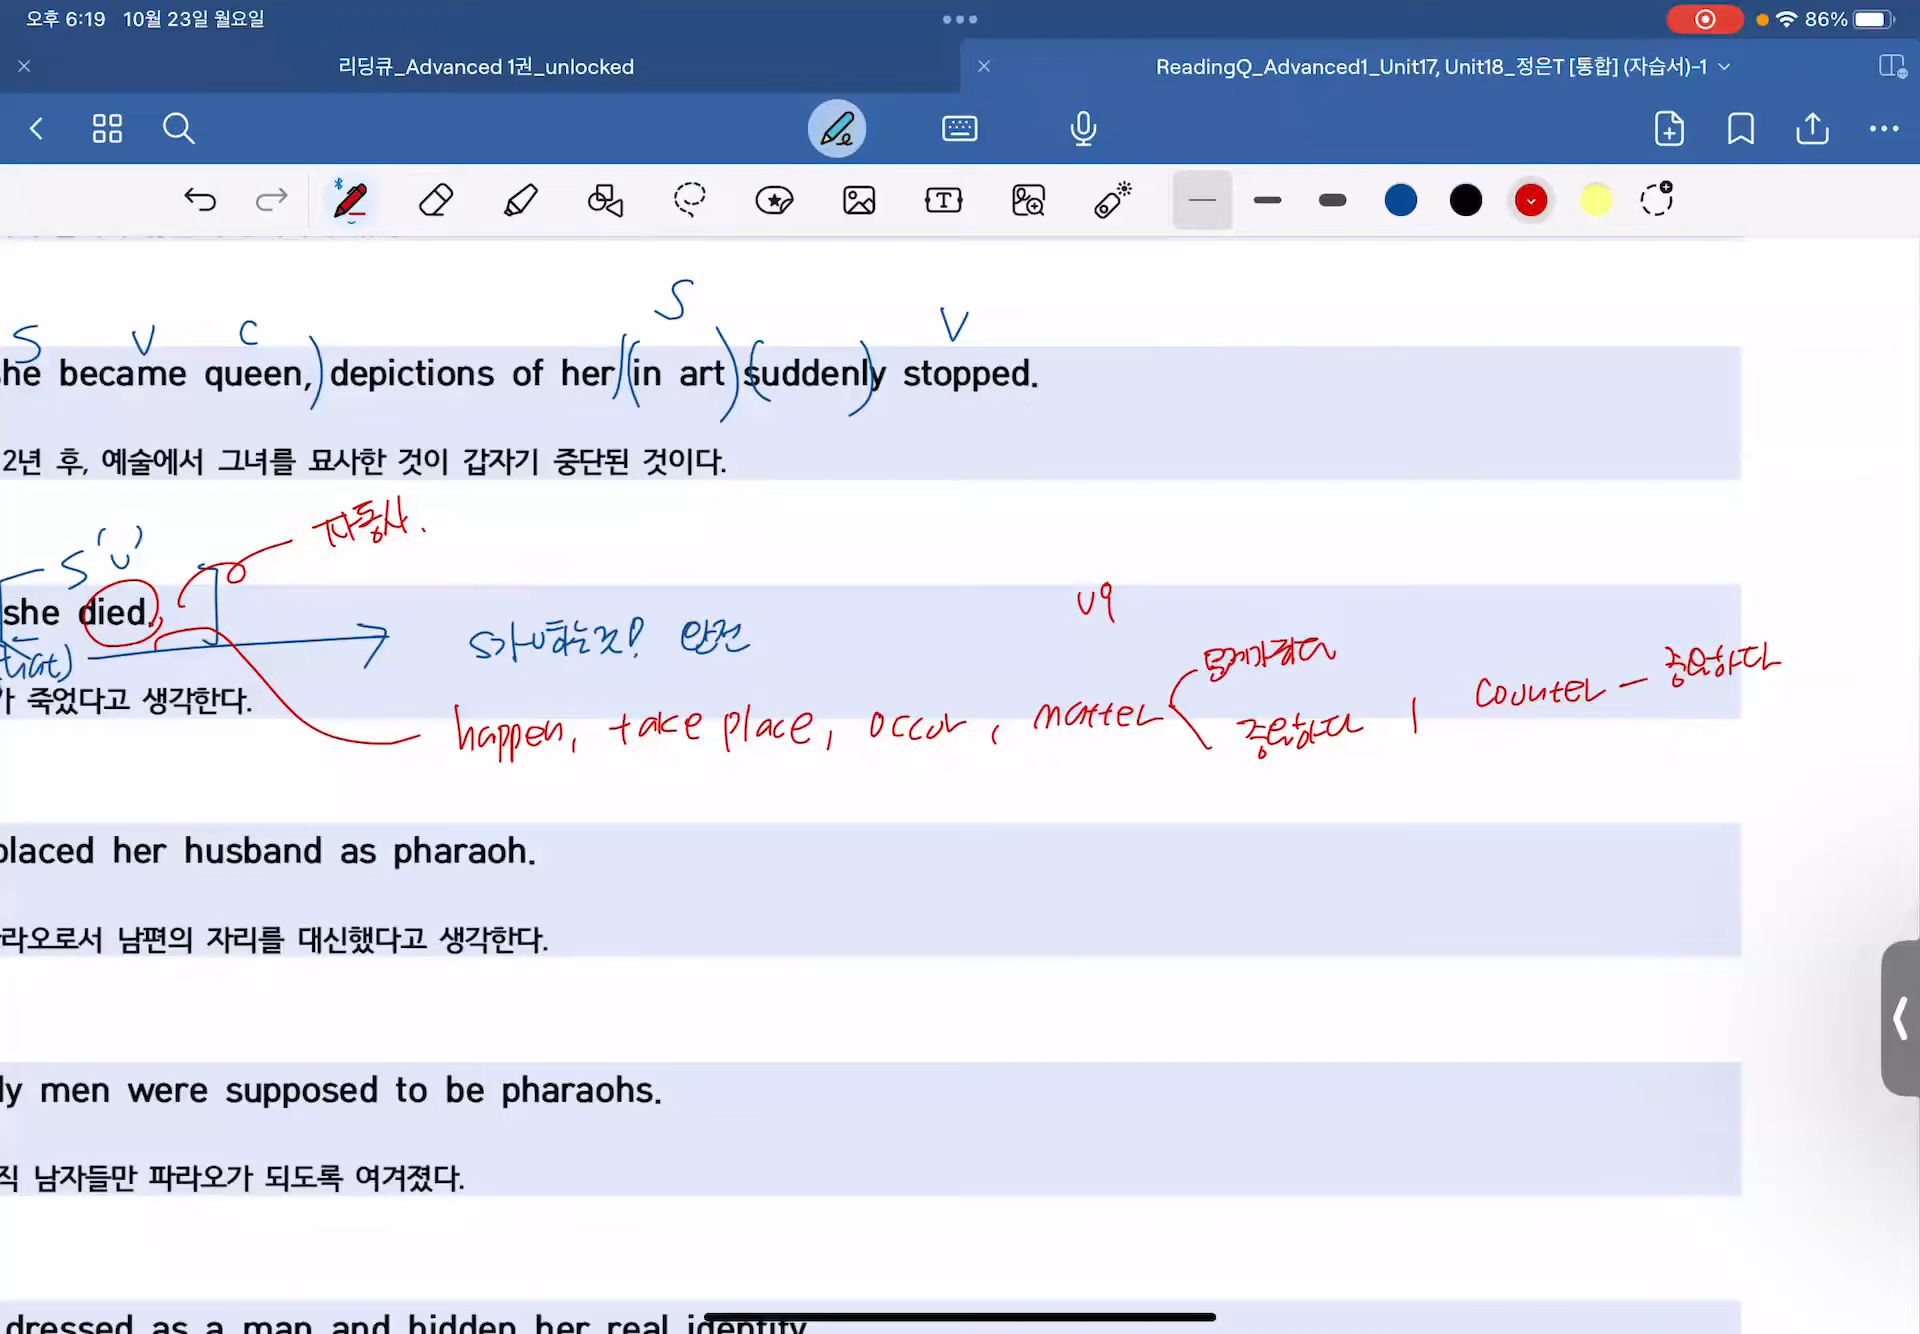 오후 6:19 10월 23일 월요일
86%
리딩큐_Advanced 1권_unlocked
ReadingQ_Advanced1_Unit17, Unit18_정은T [통합] (자습서)-1
S
S V C V
he became queen, depictions of her in art suddenly stopped.
2년 후, 예술에서 그녀를 묘사한 것이 갑자기 중단된 것이다.
자동사.
S 'V'
she died,
S가 V하는 것! 완전
문제가 되다
(that)
가 죽었다고 생각한다.
happen, take place, occur, matter 중요하다 | counter - 중요하다
placed her husband as pharaoh.
라오로서 남편의 자리를 대신했다고 생각한다.
ly men were supposed to be pharaohs.
직 남자들만 파라오가 되도록 여겨졌다.
dressed as a man and hidden her real identity